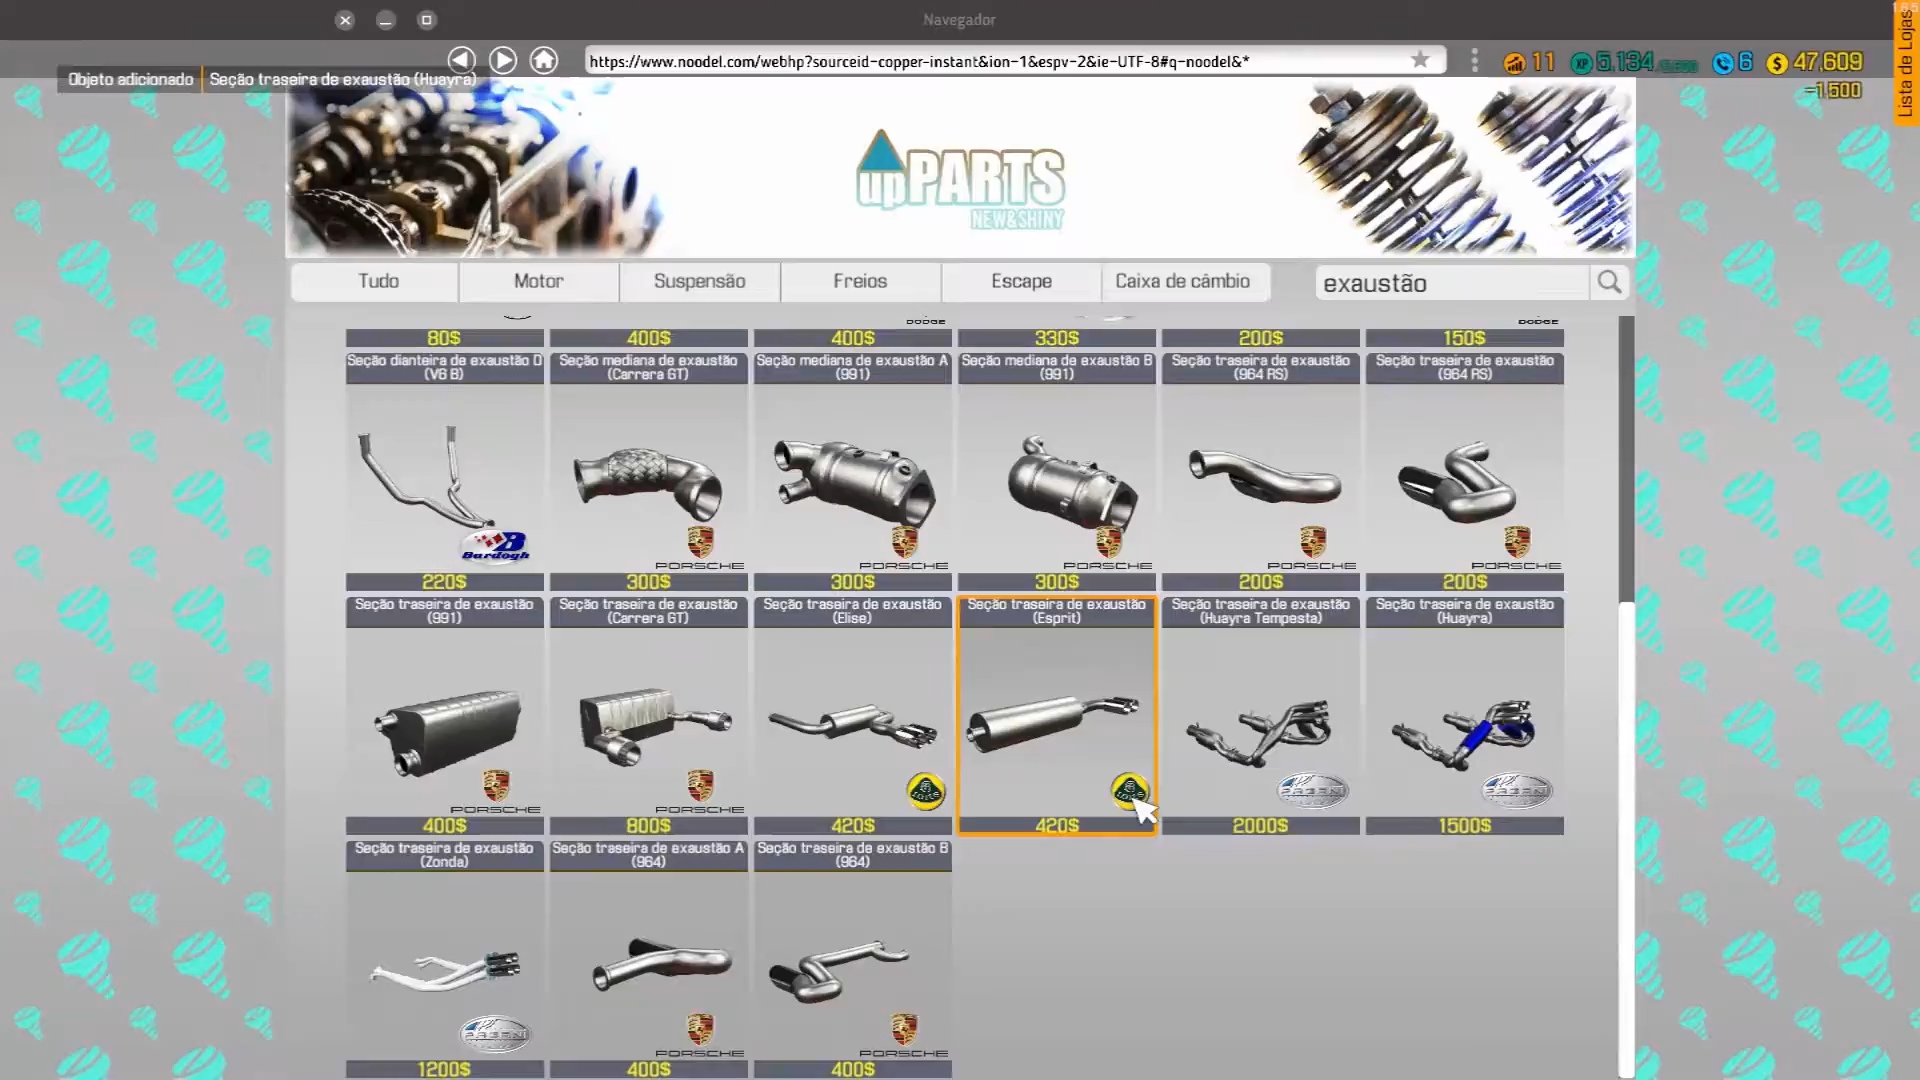 Navegador
https://www.noodel.com/webhp?sourceid-copper-instant&ion-1&espv-2&ie-UTF-8#q-noodel&*
11
XP
6
$ 47,609
-1,500
Lista de Lojas
Objeto adicionado Seção traseira de exaustão (Huayra)
upPARTS
NEW&SHINY
Tudo Motor Suspensão Freios Escape Caixa de câmbio exaustão
DODGE DODGE
80$ 400$ 400$ 330$ 200$ 150$
Seção dianteira de exaustão D
(V6 B)
Seção mediana de exaustão
(Carrera GT)
Seção mediana de exaustão A
(991)
Seção mediana de exaustão B
(991)
Seção traseira de exaustão
(964 RS)
Seção traseira de exaustão
(964 RS)
Bardogh PORSCHE PORSCHE PORSCHE PORSCHE PORSCHE
220$ 300$ 300$ 300$ 200$ 200$
Seção traseira de exaustão
(991)
Seção traseira de exaustão
(Carrera GT)
Seção traseira de exaustão
(Elise)
Seção traseira de exaustão
(Esprit)
Seção traseira de exaustão
(Huayra Tempesta)
Seção traseira de exaustão
(Huayra)
PORSCHE PORSCHE LOTUS LOTUS PAGANI PAGANI
400$ 800$ 420$ 420$ 2000$ 1500$
Seção traseira de exaustão
(Zonda)
Seção traseira de exaustão A
(964)
Seção traseira de exaustão B
(964)
PAGANI PORSCHE PORSCHE
1200$ 400$ 400$